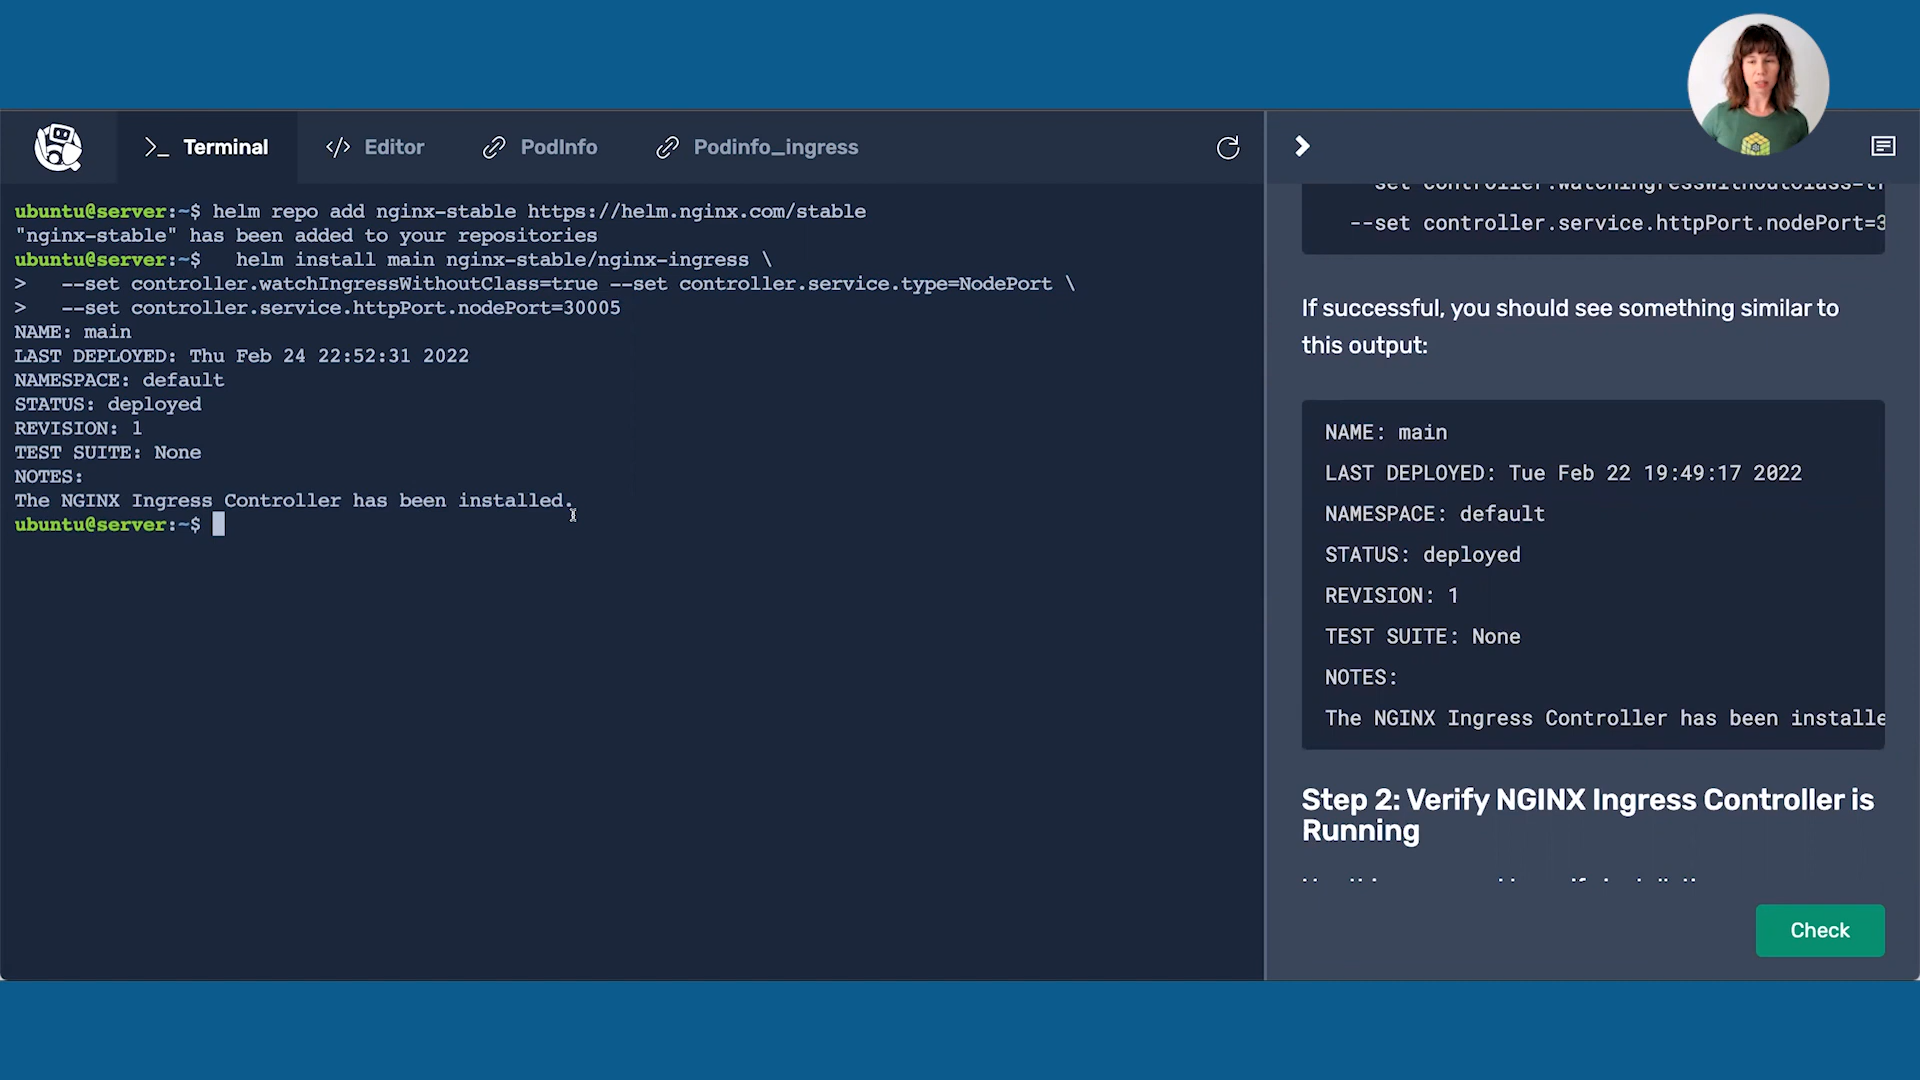 Terminal
Editor
PodInfo
Podinfo_ingress
ubuntu@server:~$ helm repo add nginx-stable https://helm.nginx.com/stable
"nginx-stable" has been added to your repositories
ubuntu@server:~$   helm install main nginx-stable/nginx-ingress \
>   --set controller.watchIngressWithoutClass=true --set controller.service.type=NodePort \
>   --set controller.service.httpPort.nodePort=30005
NAME: main
LAST DEPLOYED: Thu Feb 24 22:52:31 2022
NAMESPACE: default
STATUS: deployed
REVISION: 1
TEST SUITE: None
NOTES:
The NGINX Ingress Controller has been installed.
ubuntu@server:~$
set controller.watchIngressWithoutClass=tr
--set controller.service.httpPort.nodePort=3
If successful, you should see something similar to
this output:
NAME: main
LAST DEPLOYED: Tue Feb 22 19:49:17 2022
NAMESPACE: default
STATUS: deployed
REVISION: 1
TEST SUITE: None
NOTES:
The NGINX Ingress Controller has been installe
Step 2: Verify NGINX Ingress Controller is
Running
Check